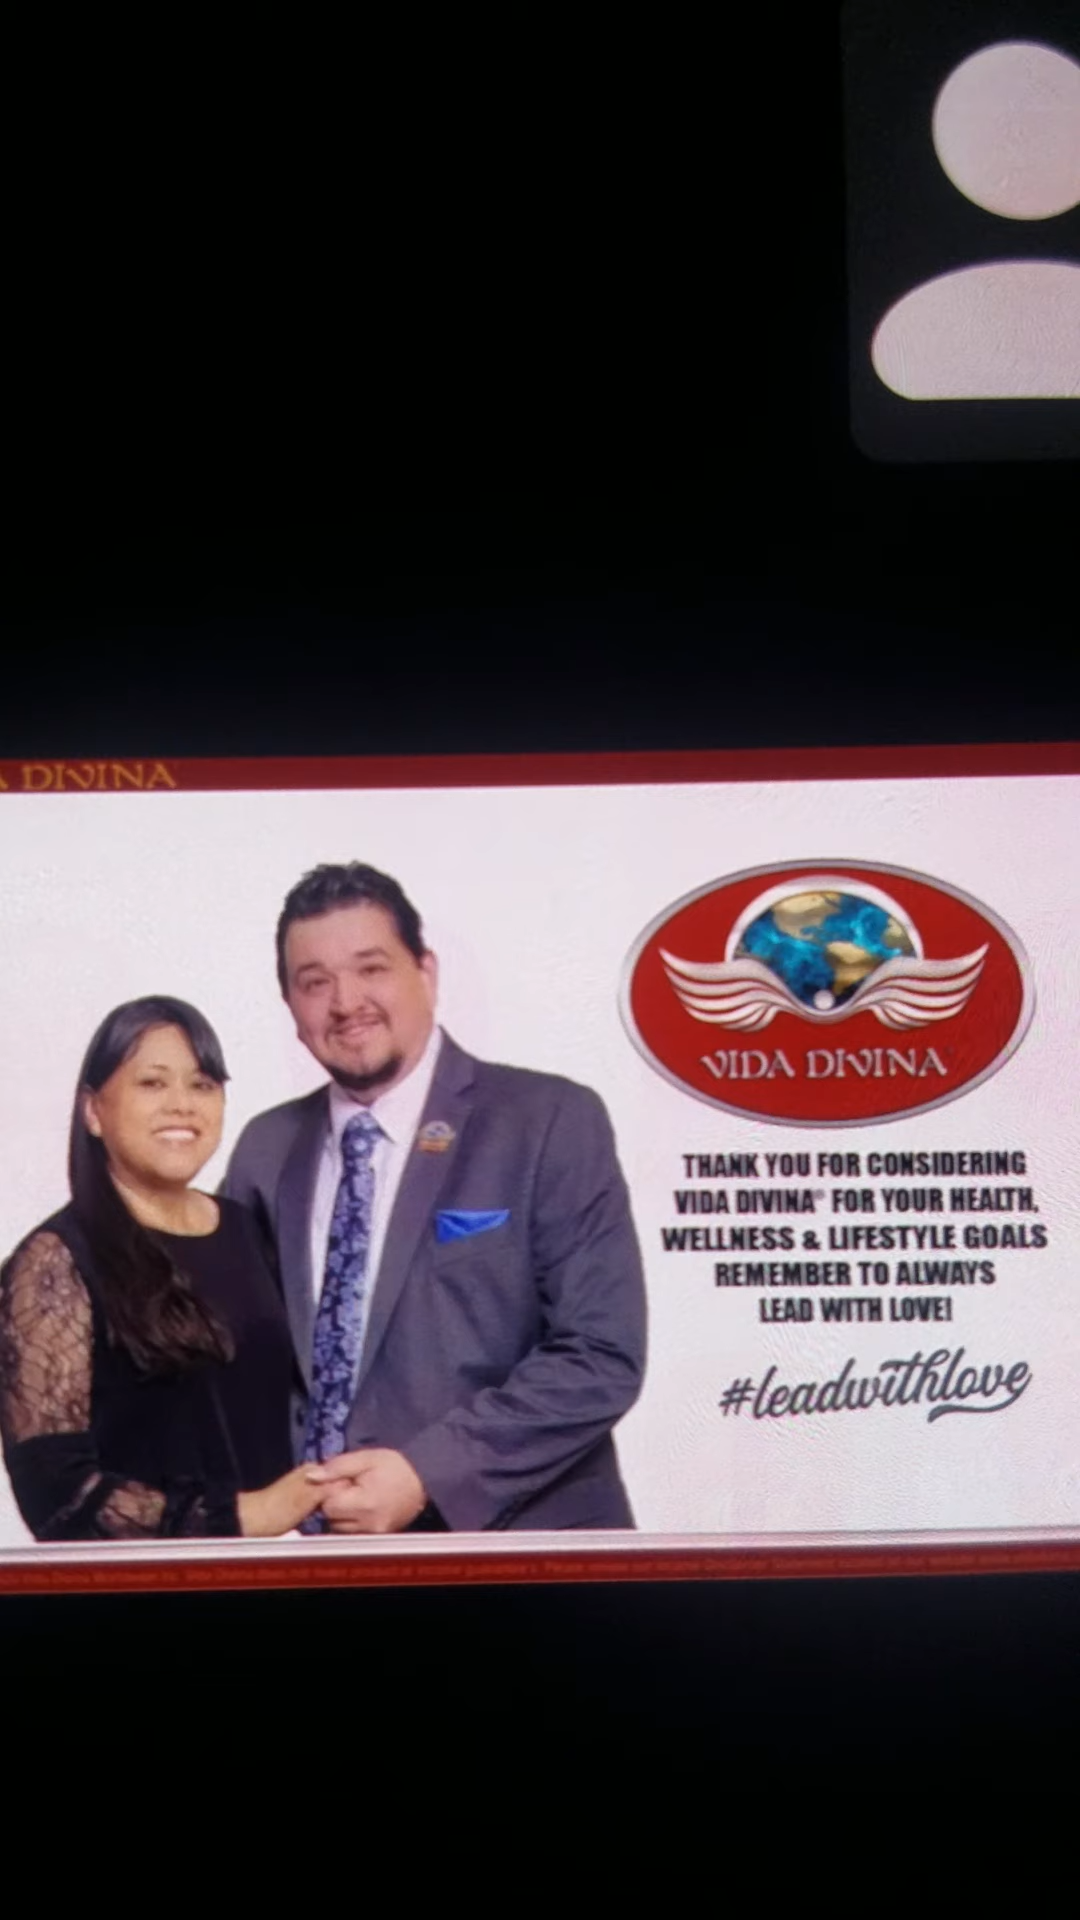 DIVINA
VIDA DIVINA
THANK YOU FOR CONSIDERING
VIDA DIVINA® FOR YOUR HEALTH,
WELLNESS & LIFESTYLE GOALS
REMEMBER TO ALWAYS
LEAD WITH LOVE!
#leadwithlove